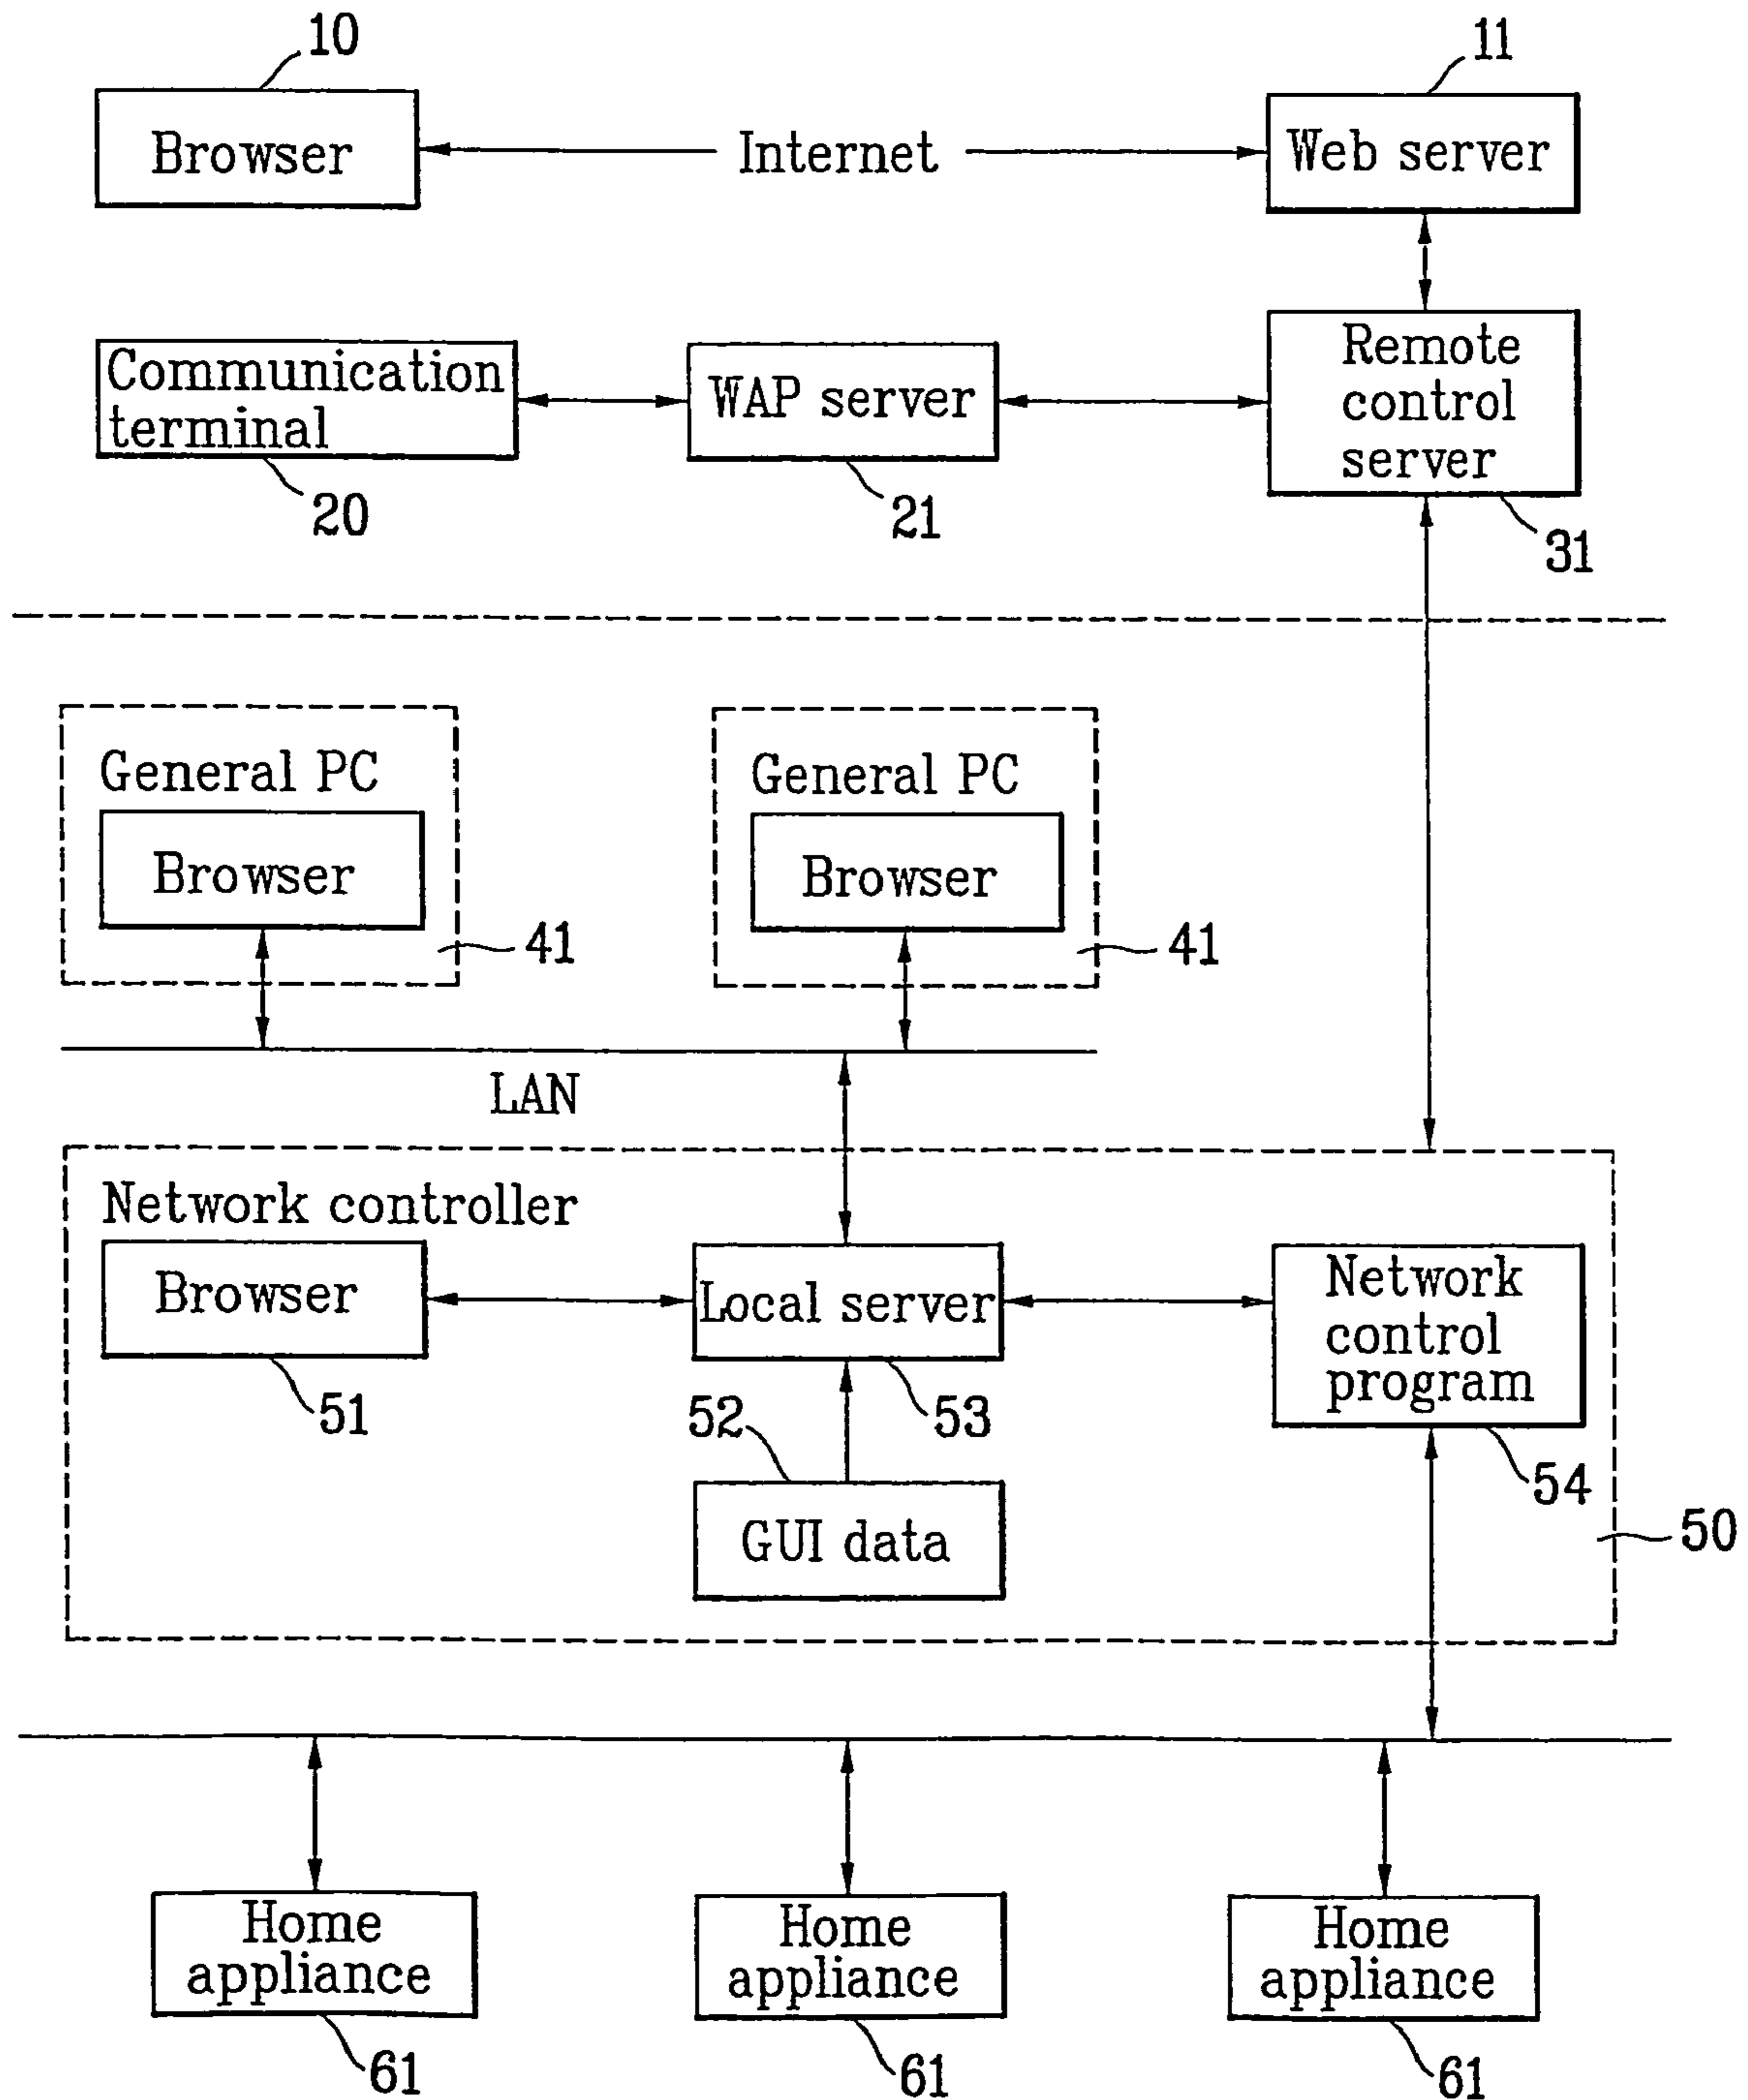 10
11
Browser
Internet
Web server
Communication
terminal
WAP server
Remote
control
server
20
21
31
General PC
Browser
41
General PC
Browser
41
LAN
Network controller
Browser
Local server
Network
control
program
51
52
53
54
GUI data
50
Home
appliance
Home
appliance
Home
appliance
61
61
61